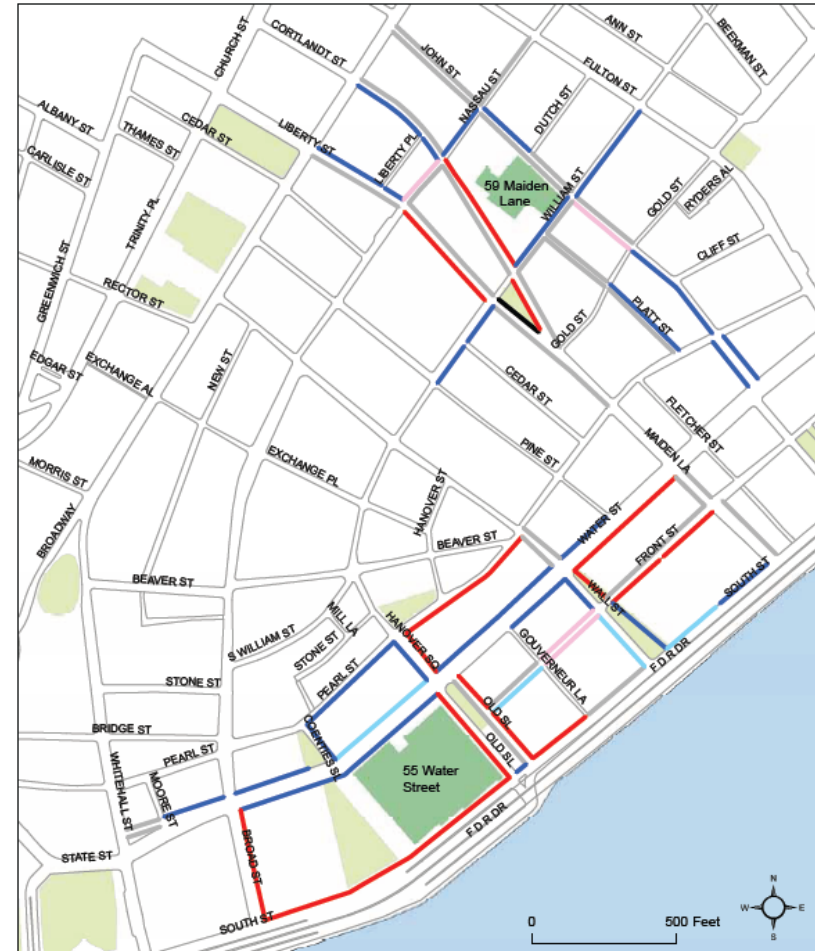 ANN ST
BEEKMAN ST
CHURCH ST
CORTLANDT ST
JOHN ST
NASSAU ST
FULTON ST
DUTCH ST
ALBANY ST
THAMES ST
CEDAR ST
LIBERTY ST
LIBERTY PL
CARLISLE ST
59 Maiden
Lane
WILLIAM ST
GOLD ST
RYDERS AL
TRINITY PL
CLIFF ST
GREENWICH ST
RECTOR ST
PLATT ST
GOLD ST
EDGAR ST
EXCHANGE AL
NEW ST
CEDAR ST
FLETCHER ST
MAIDEN LA
PINE ST
EXCHANGE PL
MORRIS ST
HANOVER ST
BROADWAY
BEAVER ST
WATER ST
FRONT ST
BEAVER ST
WALL ST
SOUTH ST
MILL LA
HANOVER SQ
S WILLIAM ST
STONE ST
GOUVERNEUR LA
F.D.R.DR
PEARL ST
STONE ST
OLD SL
BRIDGE ST
COENTIES SL
OLD SL
PEARL ST
WHITEHALL ST
MOORE ST
55 Water
Street
F.D.R.DR
BROAD ST
STATE ST
SOUTH ST
N
W
E
S
0
500 Feet